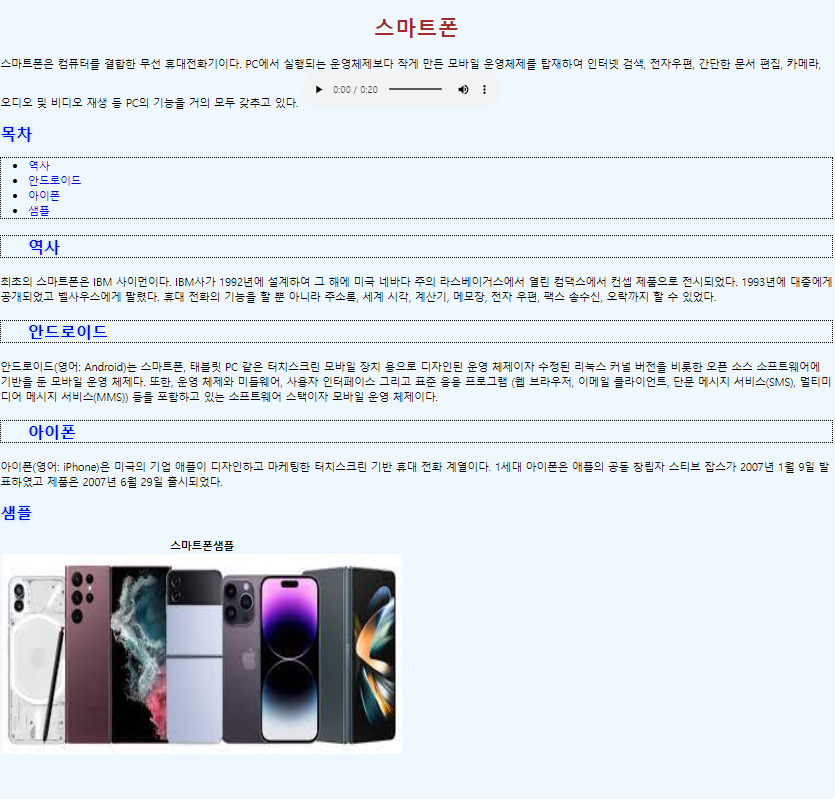 스마트폰
스마트폰은 컴퓨터를 결합한 무선 휴대전화기이다. PC에서 실행되는 운영체제보다 작게 만든 모바일 운영체제를 탑재하여 인터넷 검색, 전자우편, 간단한 문서 편집, 카메라,
오디오 및 비디오 재생 등 PC의 기능을 거의 모두 갖추고 있다. 0:00 / 0:20
목차
역사
안드로이드
아이폰
샘플
역사
최초의 스마트폰은 IBM 사이먼이다. IBM사가 1992년에 설계하여 그 해에 미국 네바다 주의 라스베이거스에서 열린 컴댁스에서 컨셉 제품으로 전시되었다. 1993년에 대중에게
공개되었고 벨사우스에게 팔렸다. 휴대 전화의 기능을 할 뿐 아니라 주소록, 세계 시각, 계산기, 메모장, 전자 우편, 팩스 송수신, 오락까지 할 수 있었다.
안드로이드
안드로이드(영어: Android)는 스마트폰, 태블릿 PC 같은 터치스크린 모바일 장치 용으로 디자인된 운영 체제이자 수정된 리눅스 커널 버전을 비롯한 오픈 소스 소프트웨어에
기반을 둔 모바일 운영 체제다. 또한, 운영 체제와 미들웨어, 사용자 인터페이스 그리고 표준 응용 프로그램 (웹 브라우저, 이메일 클라이언트, 단문 메시지 서비스(SMS), 멀티미
디어 메시지 서비스(MMS)) 등을 포함하고 있는 소프트웨어 스택이자 모바일 운영 체제이다.
아이폰
아이폰(영어: iPhone)은 미국의 기업 애플이 디자인하고 마케팅한 터치스크린 기반 휴대 전화 계열이다. 1세대 아이폰은 애플의 공동 창립자 스티브 잡스가 2007년 1월 9일 발
표하였고 제품은 2007년 6월 29일 출시되었다.
샘플
스마트폰샘플